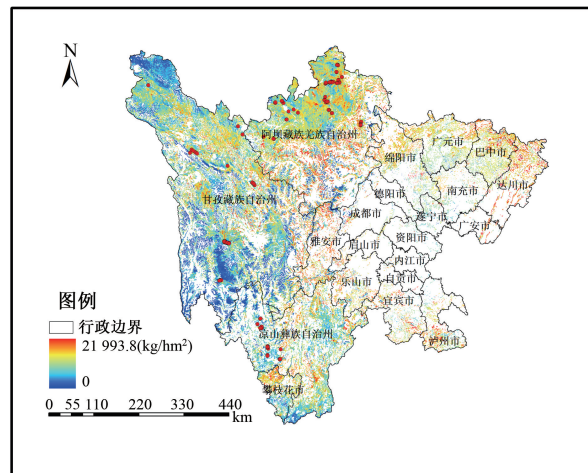 N
阿坝藏族羌族自治州
广元市
巴中市
绵阳市
达川市
德阳市
南充市
甘孜藏族自治州
成都市
遂宁市
广安市
雅安市
眉山市
资阳市
内江市
乐山市
自贡市
宜宾市
泸州市
凉山彝族自治州
攀枝花市
图例
行政边界
21 993.8(kg/hm²)
0
0 55 110 220 330 440
km